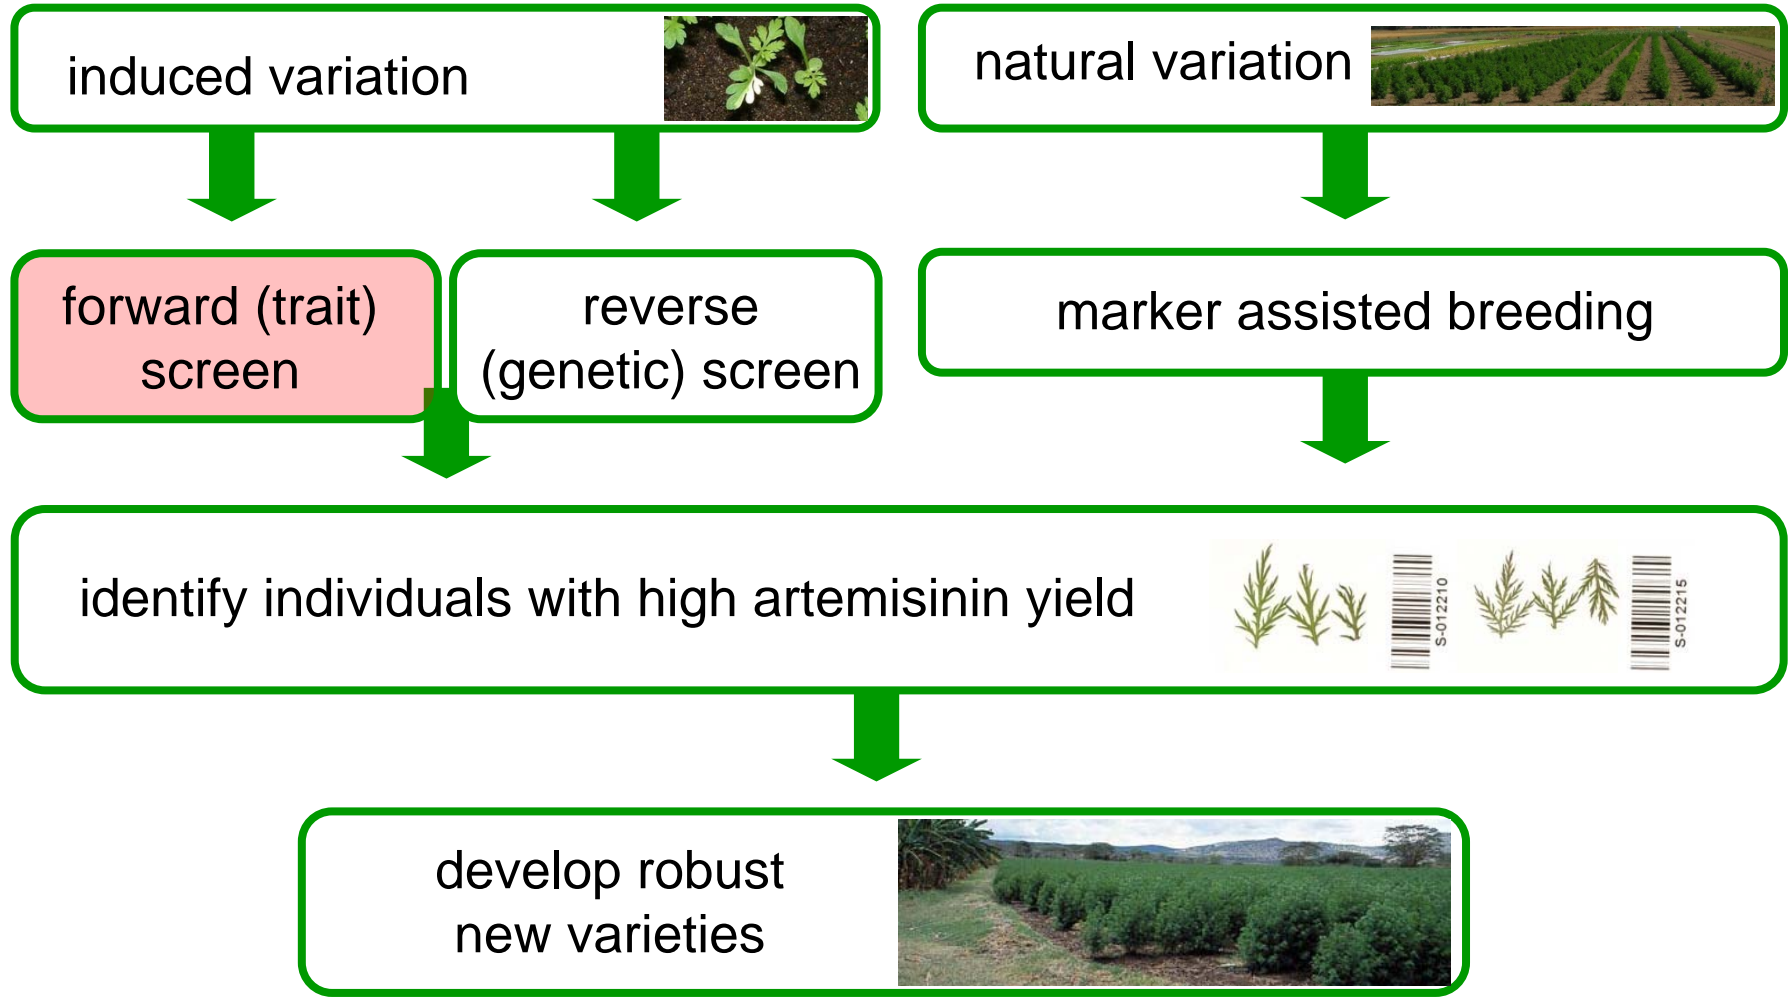 induced variation
natural variation
forward (trait)
screen
reverse
(genetic) screen
marker assisted breeding
identify individuals with high artemisinin yield
S-012210
S-012215
develop robust
new varieties